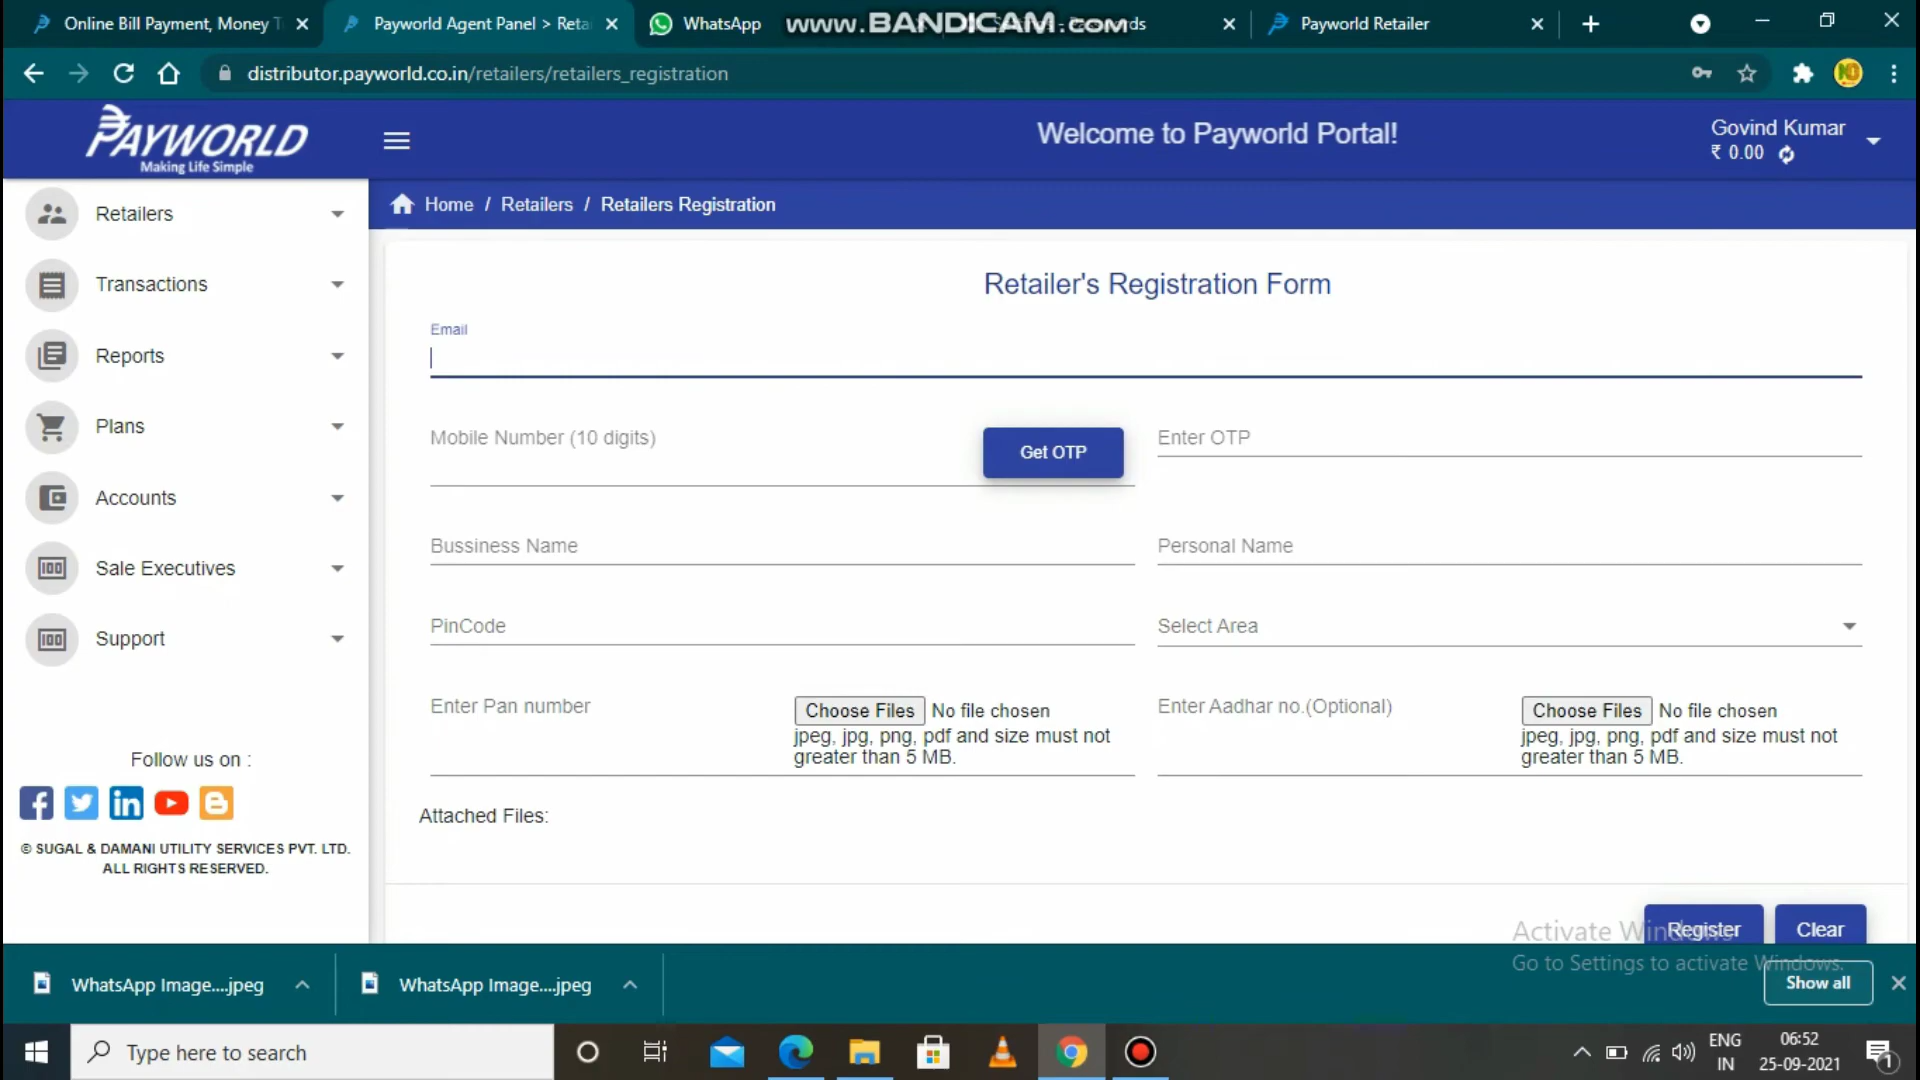 Online Bill Payment, Money T
Payworld Agent Panel > Reta
WhatsApp
www.BANDICAM.com
Payworld Retailer
distributor.payworld.co.in/retailers/retailers_registration
PAYWORLD
Making Life Simple
Welcome to Payworld Portal!
Govind Kumar
₹ 0.00
Retailers
Transactions
Reports
Plans
Accounts
Sale Executives
Support
Follow us on :
© SUGAL & DAMANI UTILITY SERVICES PVT. LTD.
ALL RIGHTS RESERVED.
Home / Retailers / Retailers Registration
Retailer's Registration Form
Email
Mobile Number (10 digits)
Get OTP
Enter OTP
Bussiness Name
Personal Name
PinCode
Select Area
Enter Pan number
Choose Files No file chosen
jpeg, jpg, png, pdf and size must not
greater than 5 MB.
Enter Aadhar no.(Optional)
Choose Files No file chosen
jpeg, jpg, png, pdf and size must not
greater than 5 MB.
Attached Files:
Register
Clear
Activate Windows
Go to Settings to activate Windows.
WhatsApp Image....jpeg
WhatsApp Image....jpeg
Show all
Type here to search
ENG
IN
06:52
25-09-2021
1